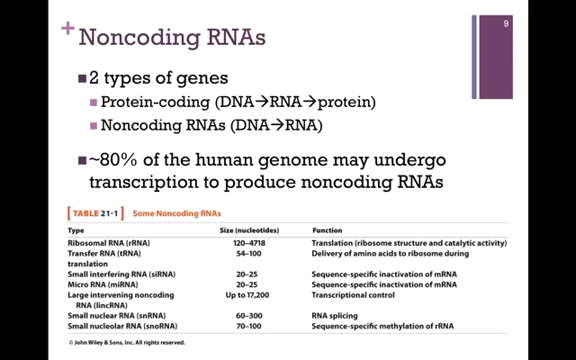 9
+
Noncoding RNAs
■2 types of genes
■ Protein-coding (DNA→RNA→protein)
■ Noncoding RNAs (DNA→RNA)
■~80% of the human genome may undergo
transcription to produce noncoding RNAs
[ TABLE 21-1 ] Some Noncoding RNAs
Type Size (nucleotides) Function
Ribosomal RNA (rRNA) 120–4718 Translation (ribosome structure and catalytic activity)
Transfer RNA (tRNA) 54–100 Delivery of amino acids to ribosome during
translation
Small interfering RNA (siRNA) 20–25 Sequence-specific inactivation of mRNA
Micro RNA (miRNA) 20–25 Sequence-specific inactivation of mRNA
Large intervening noncoding Up to 17,200 Transcriptional control
RNA (lincRNA)
Small nuclear RNA (snRNA) 60–300 RNA splicing
Small nucleolar RNA (snoRNA) 70–100 Sequence-specific methylation of rRNA
© John Wiley & Sons, Inc. All rights reserved.